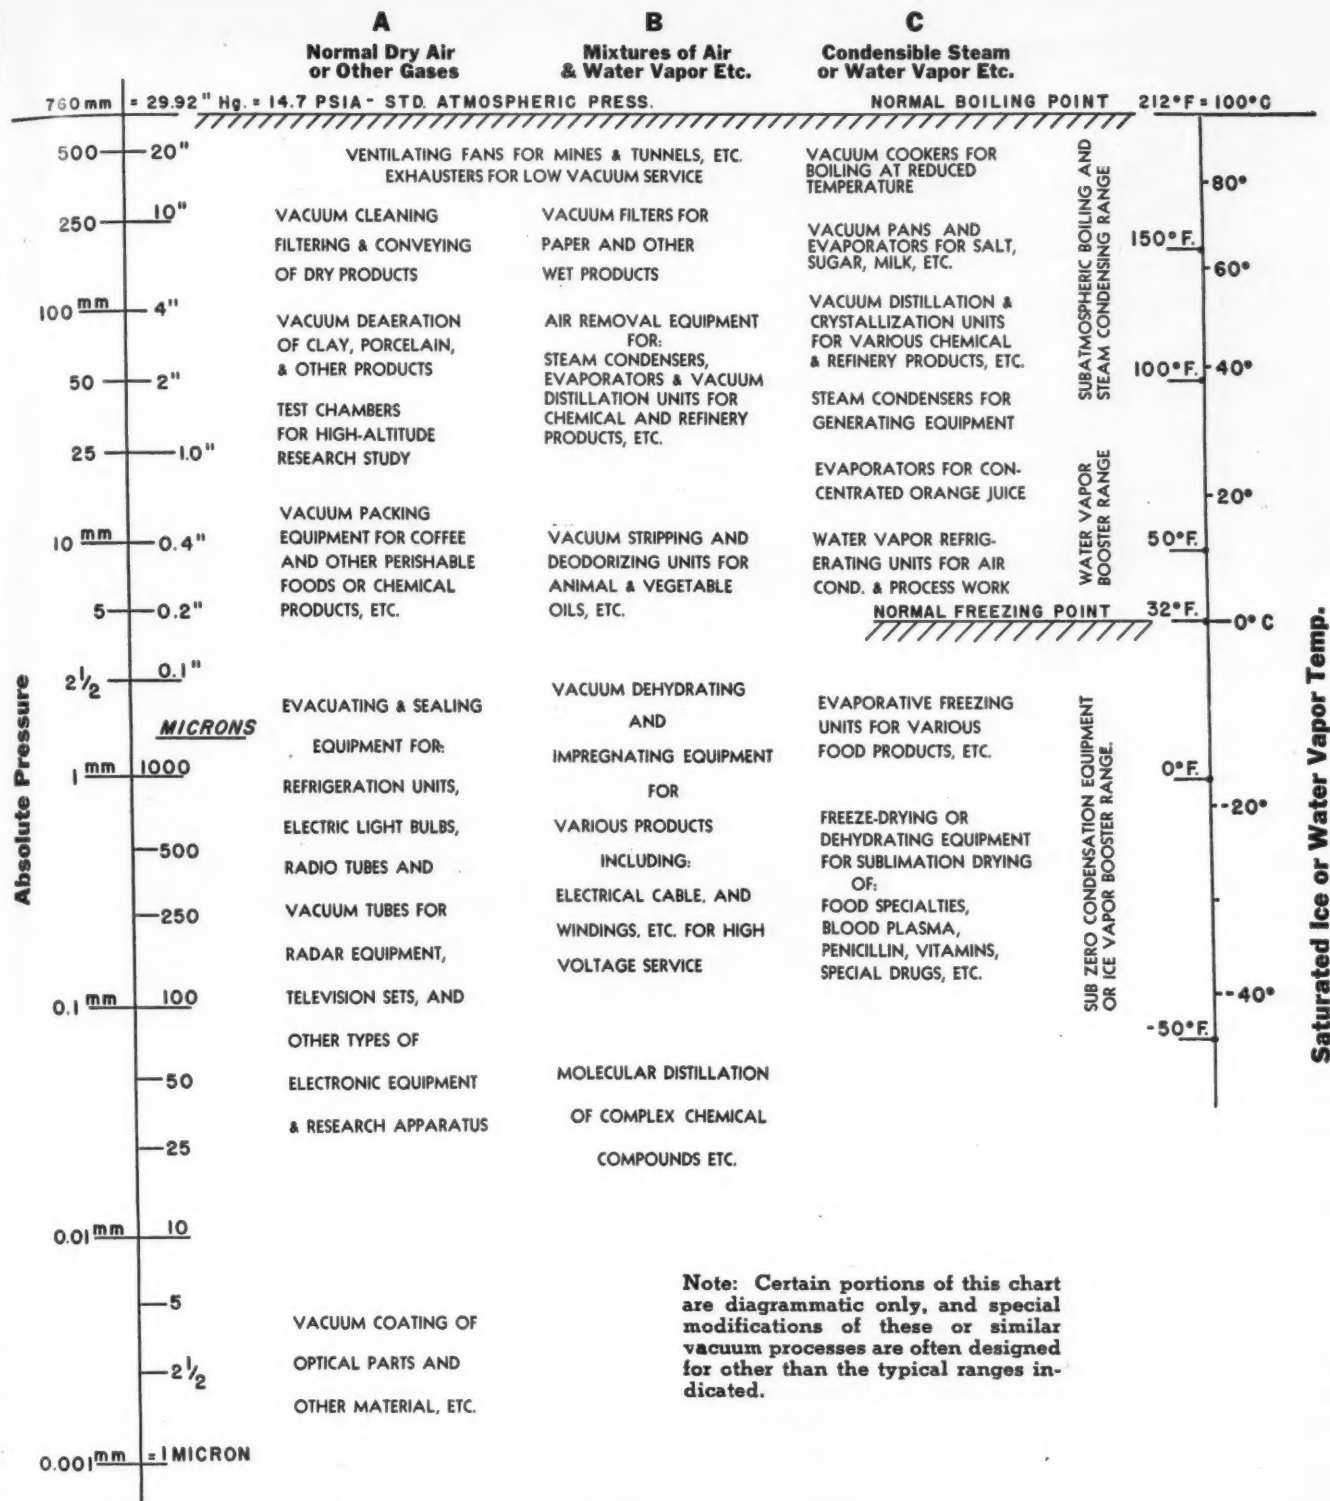 A
Normal Dry Air
or Other Gases
B
Mixtures of Air
& Water Vapor Etc.
C
Condensible Steam
or Water Vapor Etc.
760 mm = 29.92" Hg. = 14.7 PSIA - STD. ATMOSPHERIC PRESS.
NORMAL BOILING POINT 212°F = 100°C
Absolute Pressure
500 20"
250 10"
100 mm 4"
50 2"
25 1.0"
10 mm 0.4"
5 0.2"
2½ 0.1"
MICRONS
1 mm 1000
500
250
0.1 mm 100
50
25
0.01 mm 10
5
2½
0.001 mm = 1 MICRON
VENTILATING FANS FOR MINES & TUNNELS, ETC.
EXHAUSTERS FOR LOW VACUUM SERVICE
VACUUM CLEANING
FILTERING & CONVEYING
OF DRY PRODUCTS
VACUUM DEAERATION
OF CLAY, PORCELAIN,
& OTHER PRODUCTS
TEST CHAMBERS
FOR HIGH-ALTITUDE
RESEARCH STUDY
VACUUM PACKING
EQUIPMENT FOR COFFEE
AND OTHER PERISHABLE
FOODS OR CHEMICAL
PRODUCTS, ETC.
EVACUATING & SEALING
EQUIPMENT FOR:
REFRIGERATION UNITS,
ELECTRIC LIGHT BULBS,
RADIO TUBES AND
VACUUM TUBES FOR
RADAR EQUIPMENT,
TELEVISION SETS, AND
OTHER TYPES OF
ELECTRONIC EQUIPMENT
& RESEARCH APPARATUS
VACUUM COATING OF
OPTICAL PARTS AND
OTHER MATERIAL, ETC.
VACUUM FILTERS FOR
PAPER AND OTHER
WET PRODUCTS
AIR REMOVAL EQUIPMENT
FOR:
STEAM CONDENSERS,
EVAPORATORS & VACUUM
DISTILLATION UNITS FOR
CHEMICAL AND REFINERY
PRODUCTS, ETC.
VACUUM STRIPPING AND
DEODORIZING UNITS FOR
ANIMAL & VEGETABLE
OILS, ETC.
VACUUM DEHYDRATING
AND
IMPREGNATING EQUIPMENT
FOR
VARIOUS PRODUCTS
INCLUDING:
ELECTRICAL CABLE, AND
WINDINGS, ETC. FOR HIGH
VOLTAGE SERVICE
MOLECULAR DISTILLATION
OF COMPLEX CHEMICAL
COMPOUNDS ETC.
VACUUM COOKERS FOR
BOILING AT REDUCED
TEMPERATURE
VACUUM PANS AND
EVAPORATORS FOR SALT,
SUGAR, MILK, ETC.
VACUUM DISTILLATION &
CRYSTALLIZATION UNITS
FOR VARIOUS CHEMICAL
& REFINERY PRODUCTS, ETC.
STEAM CONDENSERS FOR
GENERATING EQUIPMENT
EVAPORATORS FOR CON-
CENTRATED ORANGE JUICE
WATER VAPOR REFRIG-
ERATING UNITS FOR AIR
COND. & PROCESS WORK
NORMAL FREEZING POINT
EVAPORATIVE FREEZING
UNITS FOR VARIOUS
FOOD PRODUCTS, ETC.
FREEZE-DRYING OR
DEHYDRATING EQUIPMENT
FOR SUBLIMATION DRYING
OF:
FOOD SPECIALTIES,
BLOOD PLASMA,
PENICILLIN, VITAMINS,
SPECIAL DRUGS, ETC.
SUBATMOSPHERIC BOILING AND
STEAM CONDENSING RANGE
WATER VAPOR
BOOSTER RANGE
SUB ZERO CONDENSATION EQUIPMENT
OR ICE VAPOR BOOSTER RANGE.
80°
150°F.
60°
100°F. 40°
20°
50°F.
32°F. 0°C
0°F.
-20°
-40°
-50°F.
Saturated Ice or Water Vapor Temp.
Note: Certain portions of this chart
are diagrammatic only, and special
modifications of these or similar
vacuum processes are often designed
for other than the typical ranges in-
dicated.